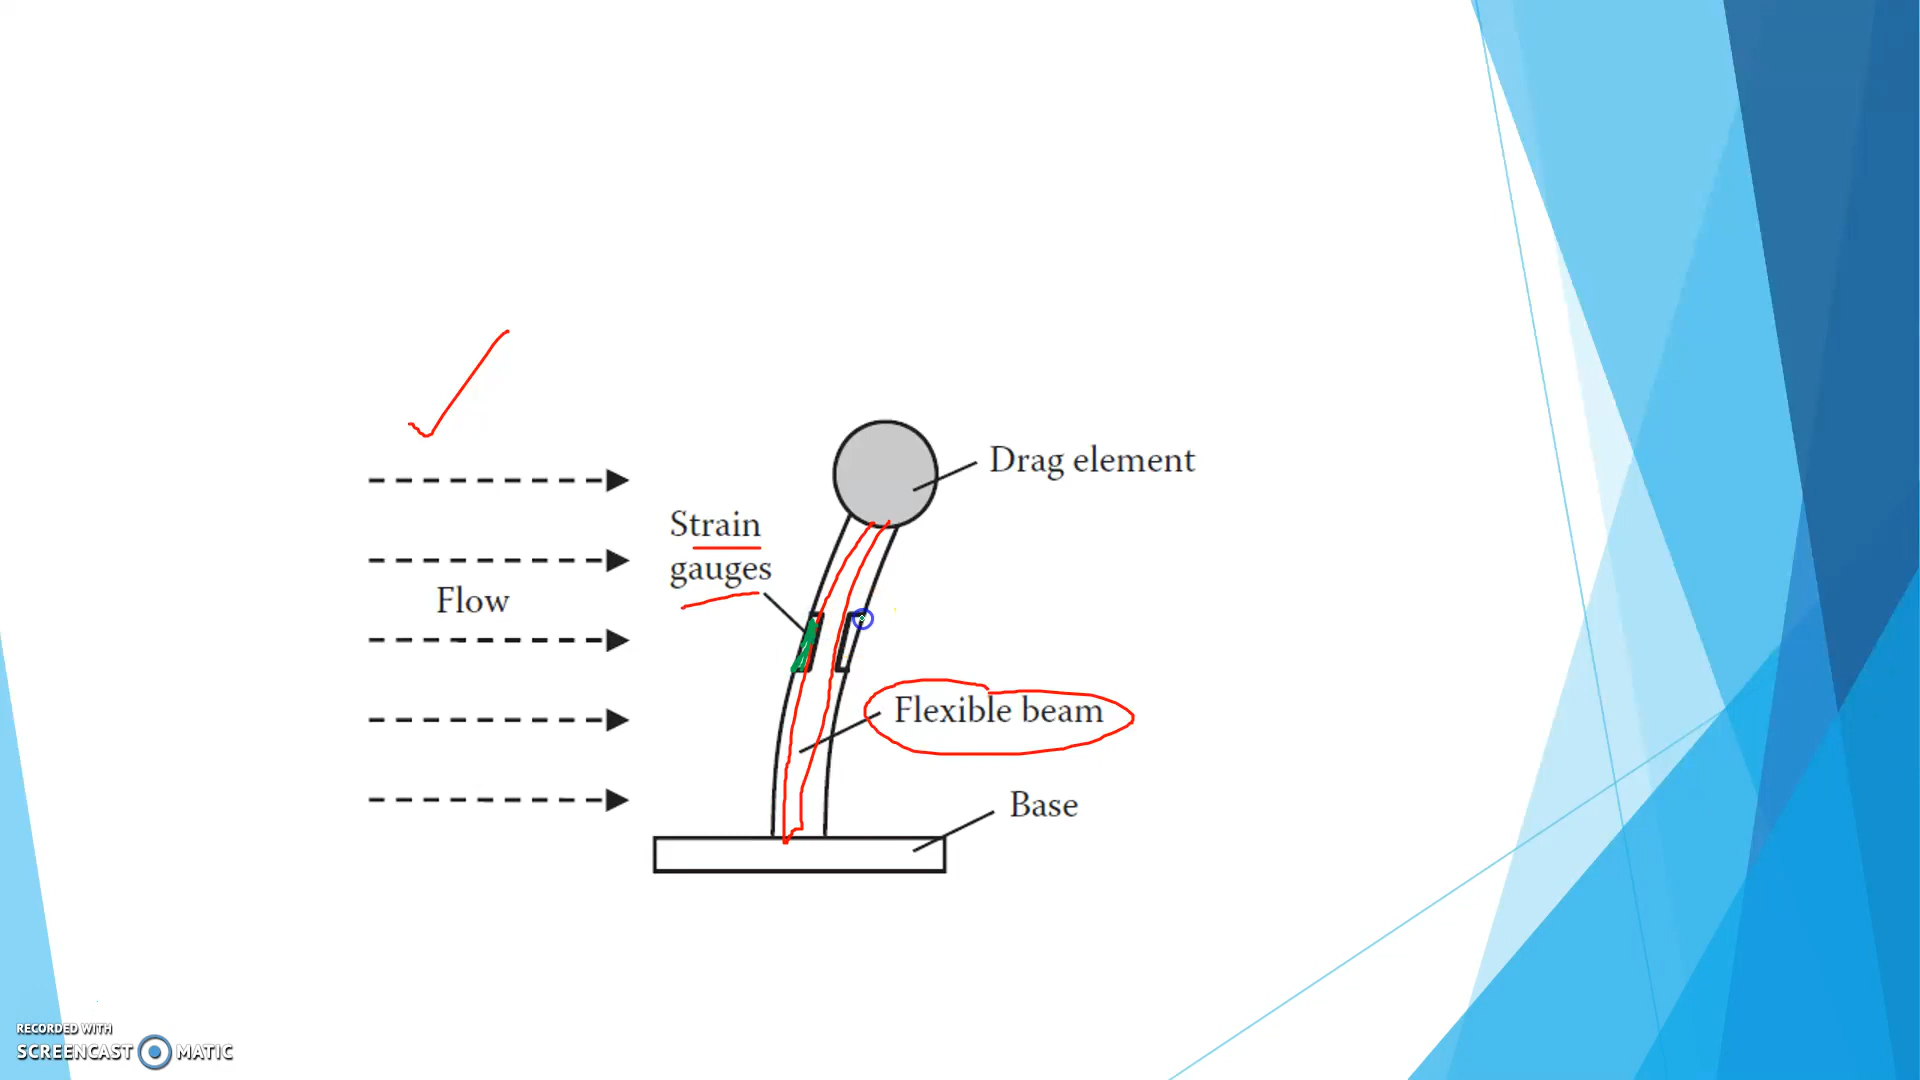 Drag element
Strain
gauges
Flow
Flexible beam
Base
RECORDED WITH
SCREENCAST MATIC